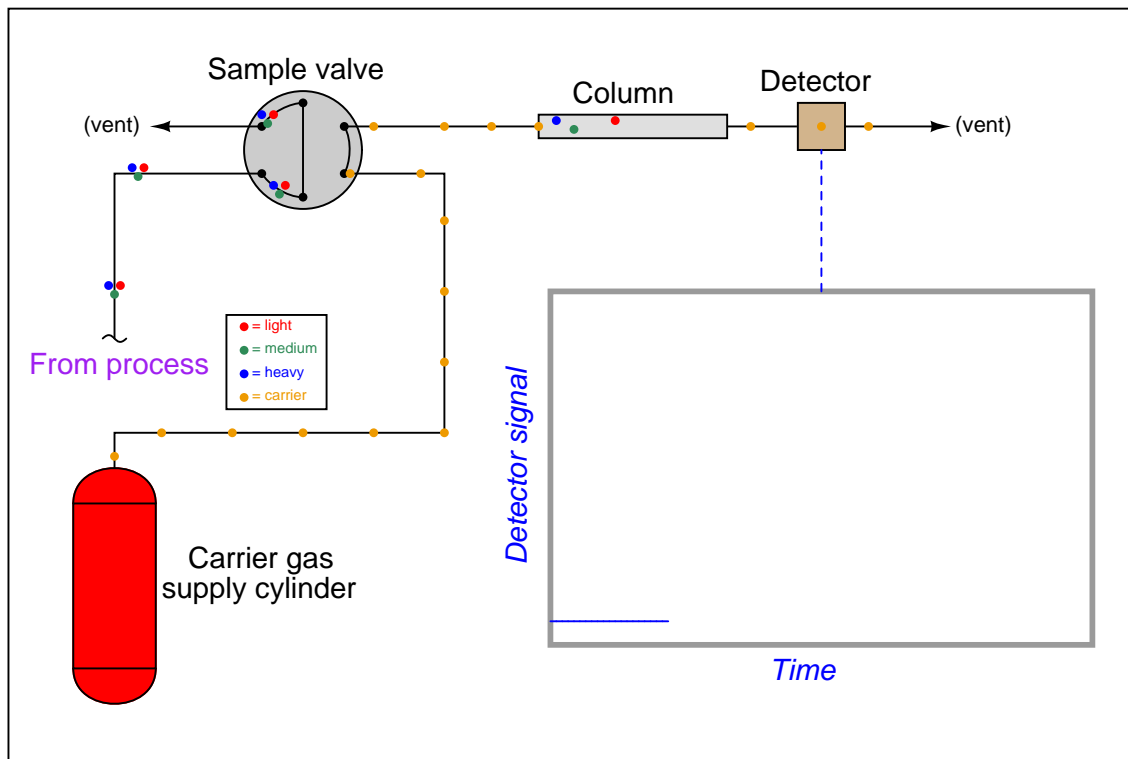 Sample valve
Column
Detector
(vent)
(vent)
From process
= light
= medium
= heavy
= carrier
Detector signal
Carrier gas
supply cylinder
Time